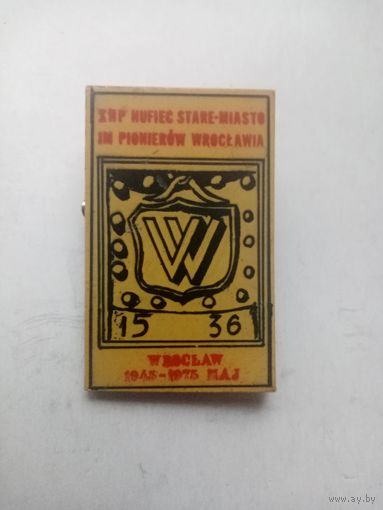 ZHP HUFIEC STARE-MIASTO
IM PIONIERÓW WROCŁAWIA
W
15 36
WROCŁAW
1945-1975 MAJ
www.ay.by